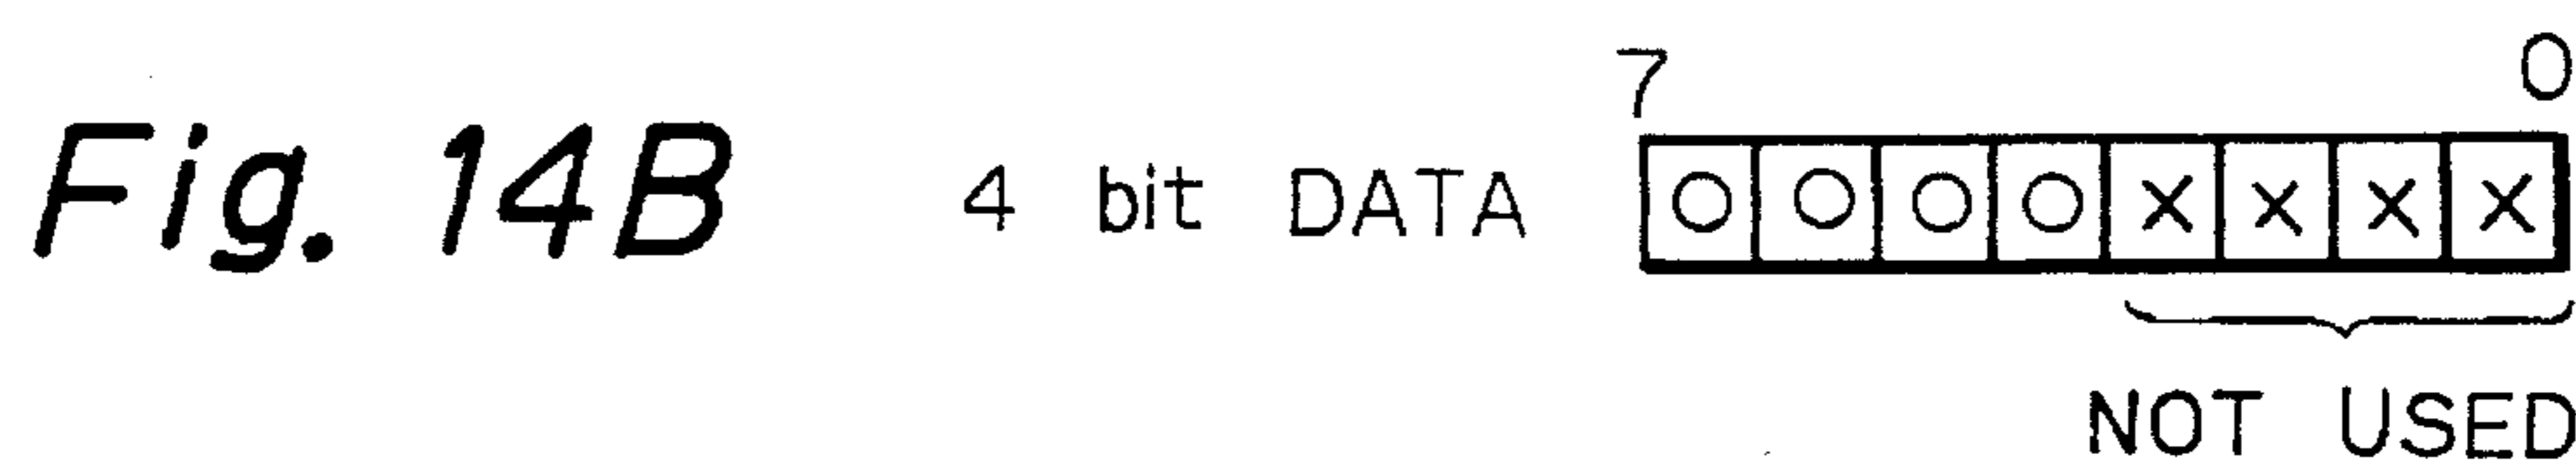 7 0
Fig. 14B 4 bit DATA ○ ○ ○ ○ × × × ×
NOT USED